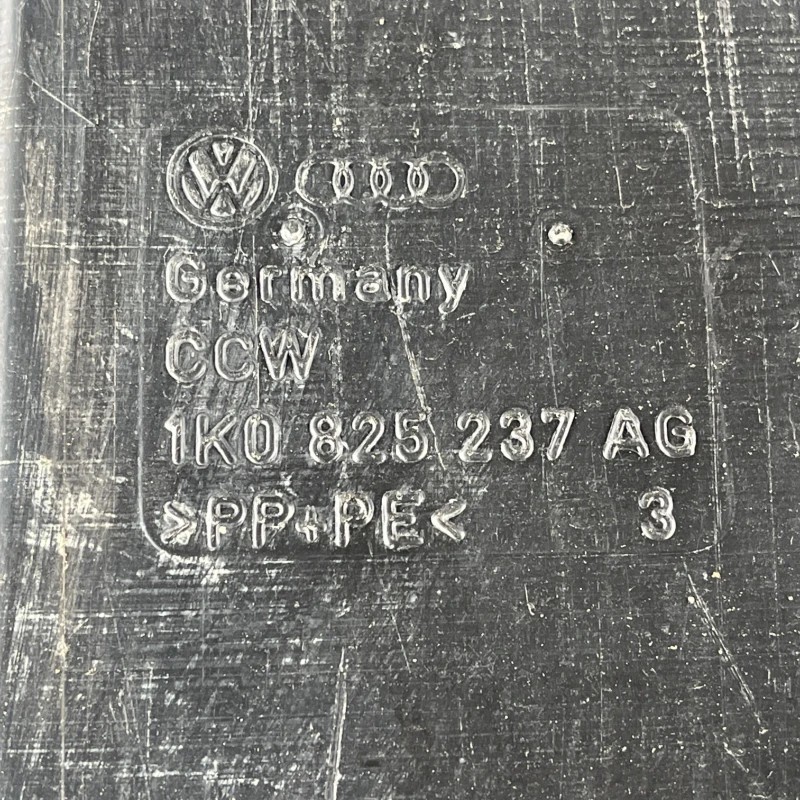 Germany
CCW
1K0 825 237 AG
>PP+PE< 3